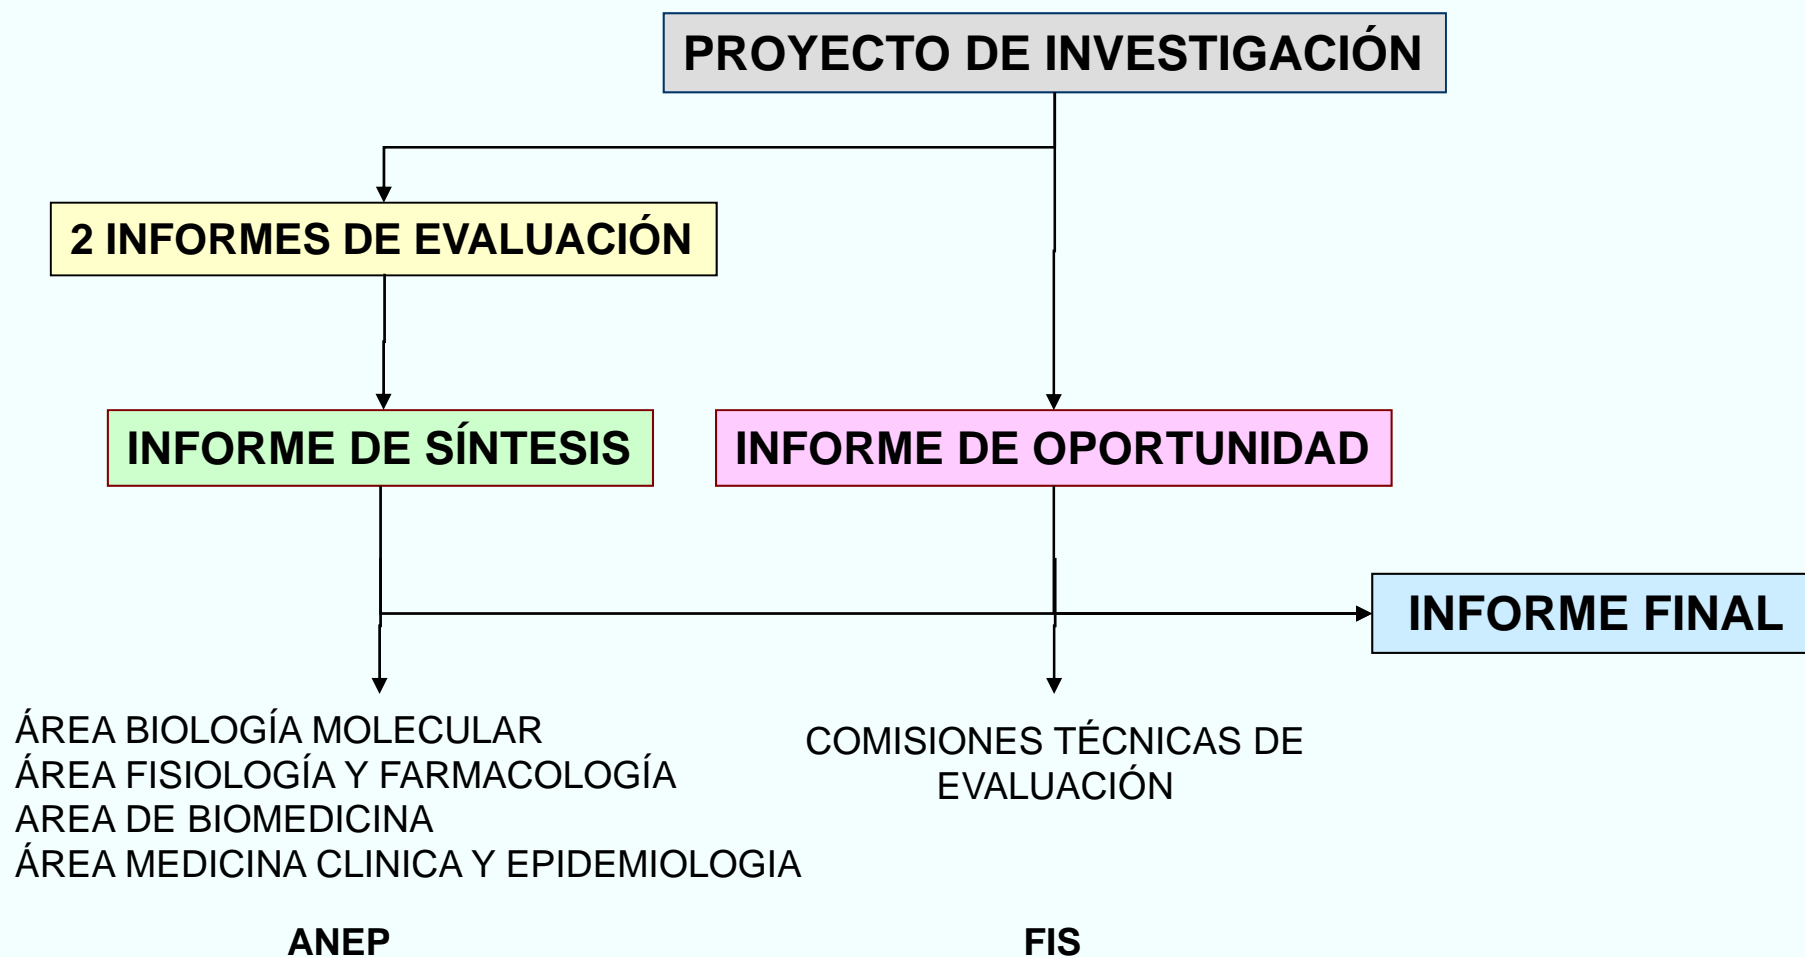 PROYECTO DE INVESTIGACIÓN
2 INFORMES DE EVALUACIÓN
INFORME DE SÍNTESIS
INFORME DE OPORTUNIDAD
INFORME FINAL
ÁREA BIOLOGÍA MOLECULAR
ÁREA FISIOLOGÍA Y FARMACOLOGÍA
AREA DE BIOMEDICINA
ÁREA MEDICINA CLINICA Y EPIDEMIOLOGIA
COMISIONES TÉCNICAS DE
EVALUACIÓN
ANEP
FIS